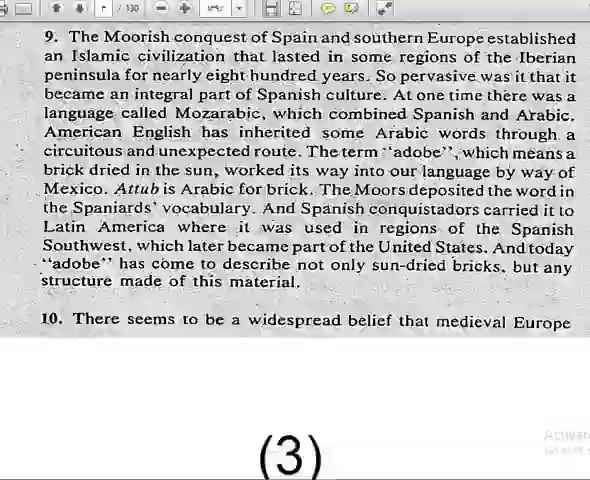 / 130
9. The Moorish conquest of Spain and southern Europe established
an Islamic civilization that lasted in some regions of the Iberian
peninsula for nearly eight hundred years. So pervasive was it that it
became an integral part of Spanish culture. At one time there was a
language called Mozarabic, which combined Spanish and Arabic.
American English has inherited some Arabic words through a
circuitous and unexpected route. The term "adobe", which means a
brick dried in the sun, worked its way into our language by way of
Mexico. Attub is Arabic for brick. The Moors deposited the word in
the Spaniards' vocabulary. And Spanish conquistadors carried it to
Latin America where it was used in regions of the Spanish
Southwest, which later became part of the United States. And today
"adobe" has come to describe not only sun-dried bricks, but any
structure made of this material.
10. There seems to be a widespread belief that medieval Europe
(3)